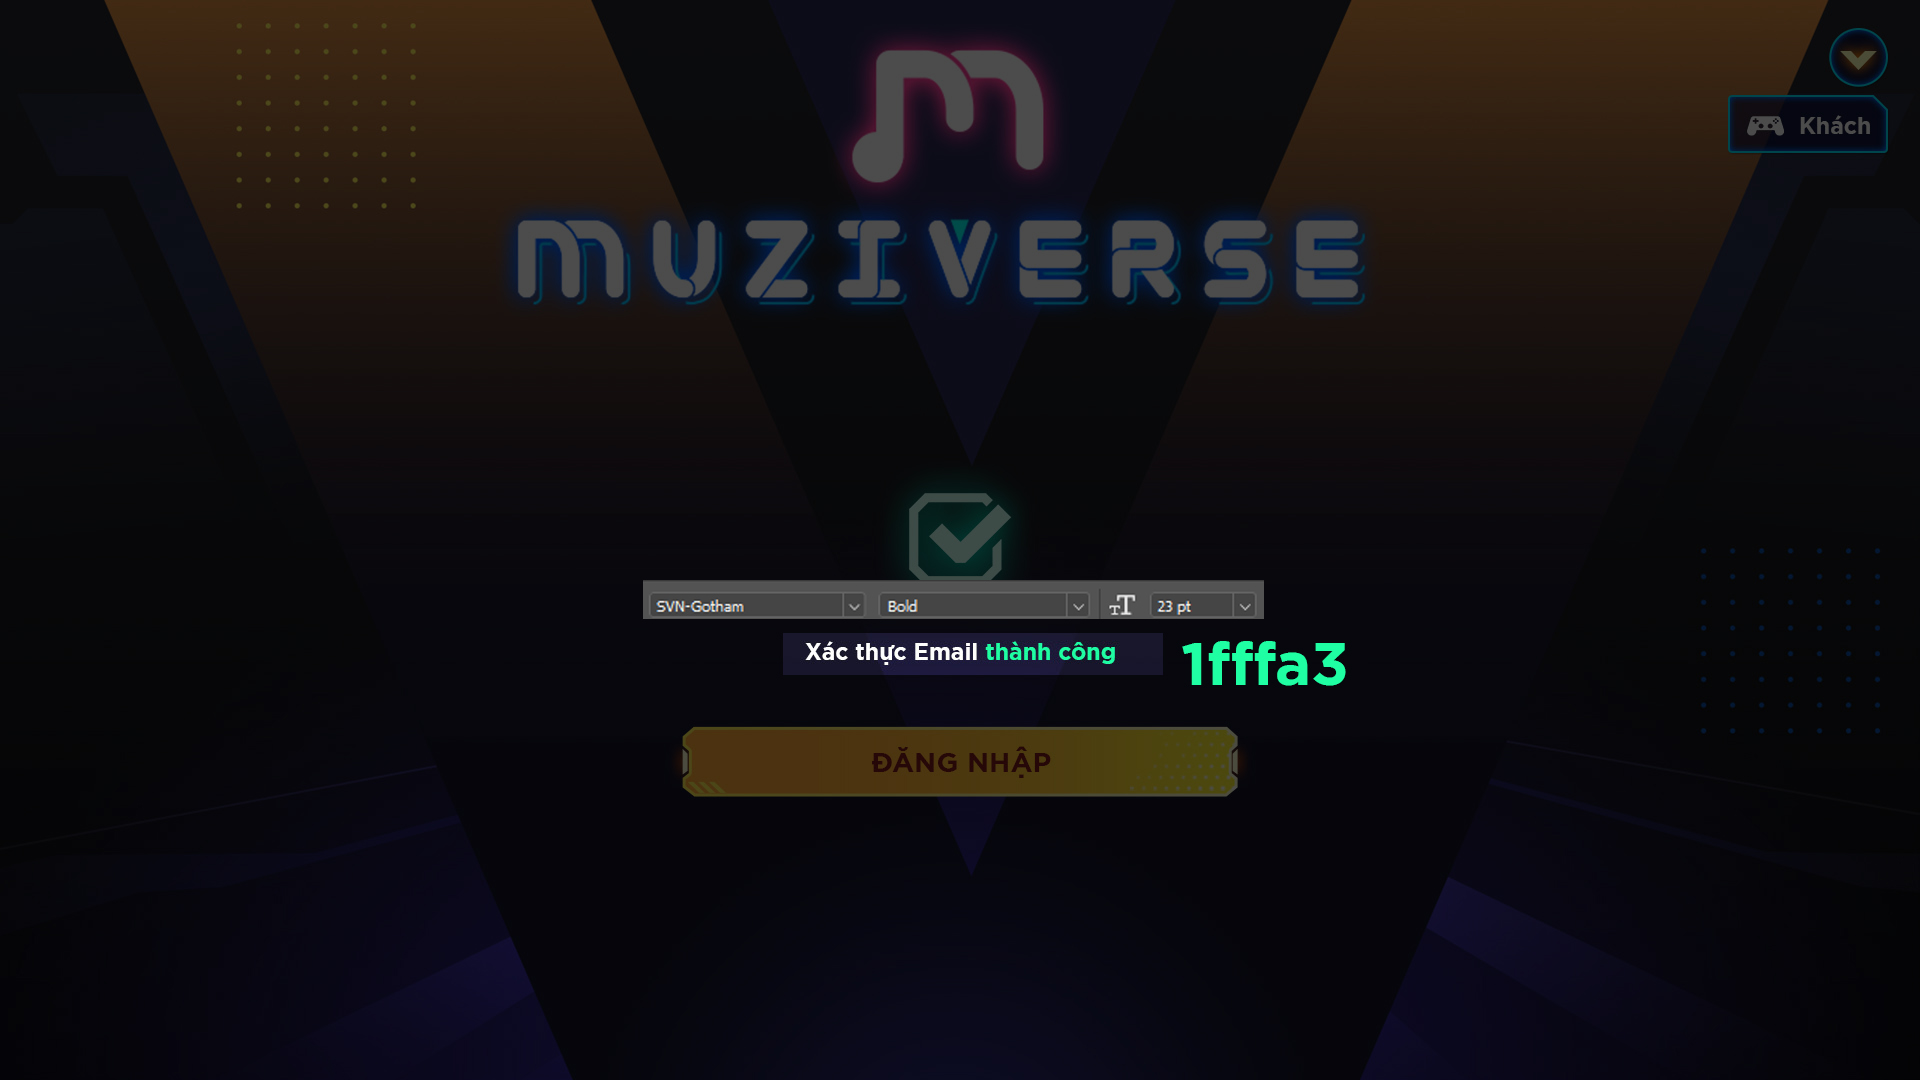 MUZIVERSE
Khách
SVN-Gotham Bold 23 pt
Xác thực Email thành công
1fffa3
ĐĂNG NHẬP